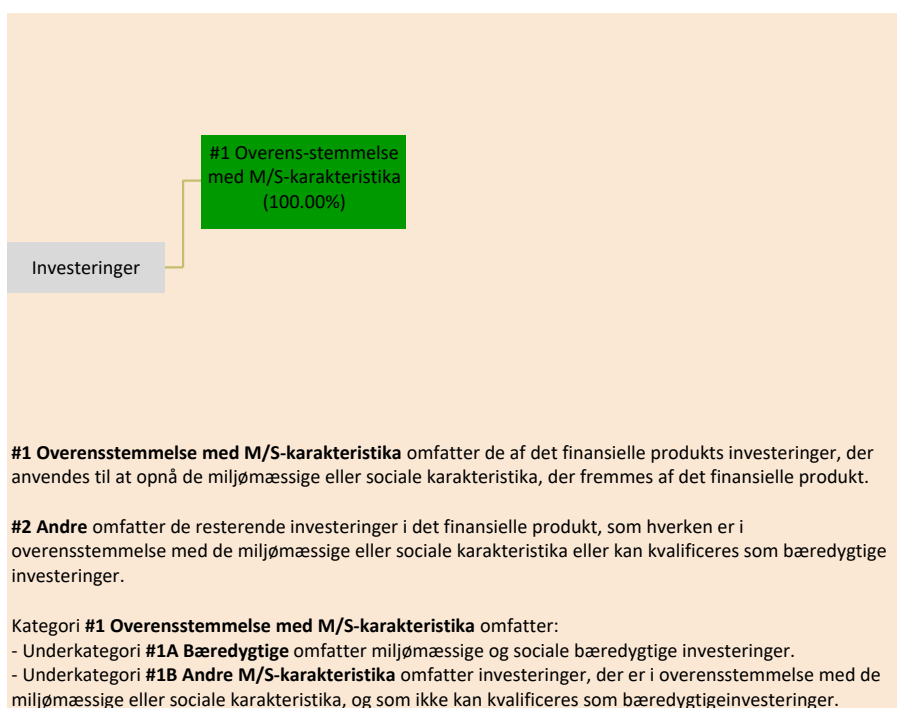 #1 Overens-stemmelse
med M/S-karakteristika
(100.00%)
Investeringer
#1 Overensstemmelse med M/S-karakteristika omfatter de af det finansielle produkts investeringer, der
anvendes til at opnå de miljømæssige eller sociale karakteristika, der fremmes af det finansielle produkt.
#2 Andre omfatter de resterende investeringer i det finansielle produkt, som hverken er i
overensstemmelse med de miljømæssige eller sociale karakteristika eller kan kvalificeres som bæredygtige
investeringer.
Kategori #1 Overensstemmelse med M/S-karakteristika omfatter:
- Underkategori #1A Bæredygtige omfatter miljømæssige og sociale bæredygtige investeringer.
- Underkategori #1B Andre M/S-karakteristika omfatter investeringer, der er i overensstemmelse med de
miljømæssige eller sociale karakteristika, og som ikke kan kvalificeres som bæredygtigeinvesteringer.